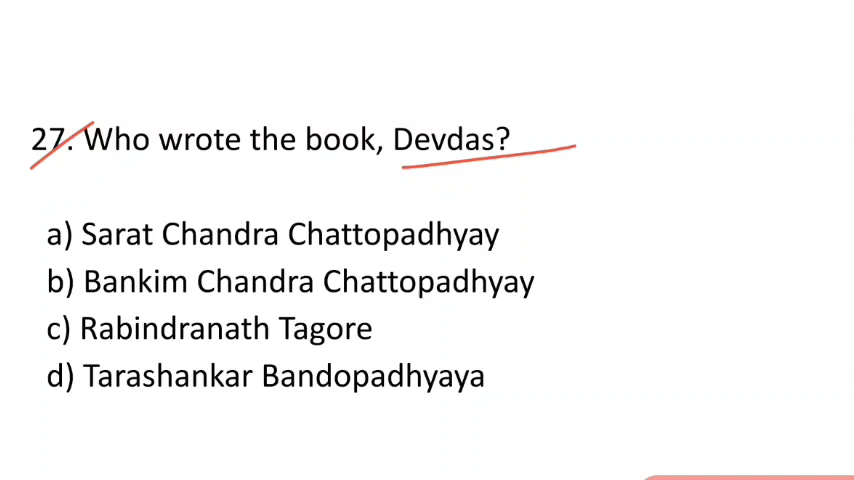 27. Who wrote the book, Devdas?
a) Sarat Chandra Chattopadhyay
b) Bankim Chandra Chattopadhyay
c) Rabindranath Tagore
d) Tarashankar Bandopadhyaya